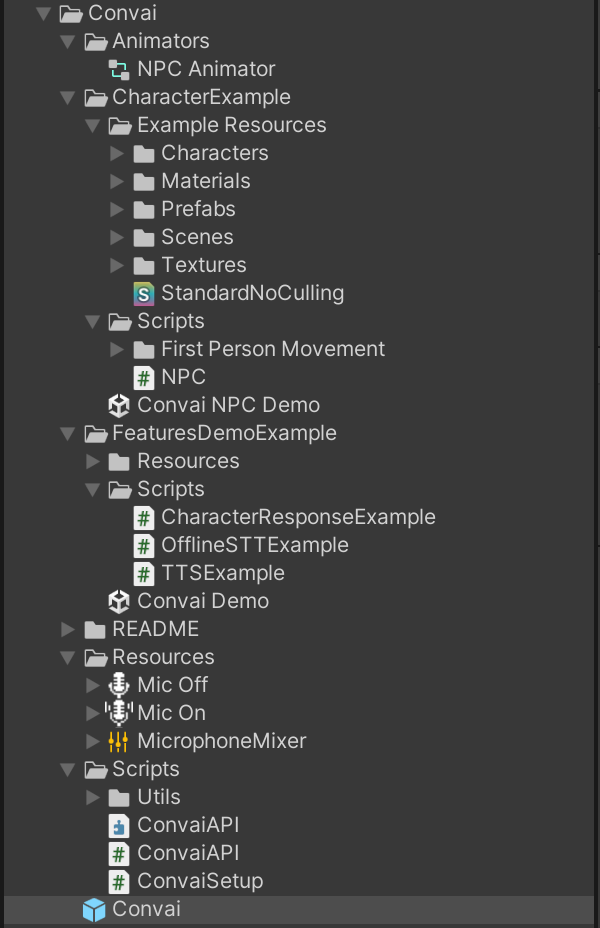 Convai
Animators
NPC Animator
CharacterExample
Example Resources
Characters
Materials
Prefabs
Scenes
Textures
StandardNoCulling
Scripts
First Person Movement
NPC
Convai NPC Demo
FeaturesDemoExample
Resources
Scripts
CharacterResponseExample
OfflineSTTExample
TTSExample
Convai Demo
README
Resources
Mic Off
Mic On
MicrophoneMixer
Scripts
Utils
ConvaiAPI
ConvaiAPI
ConvaiSetup
Convai